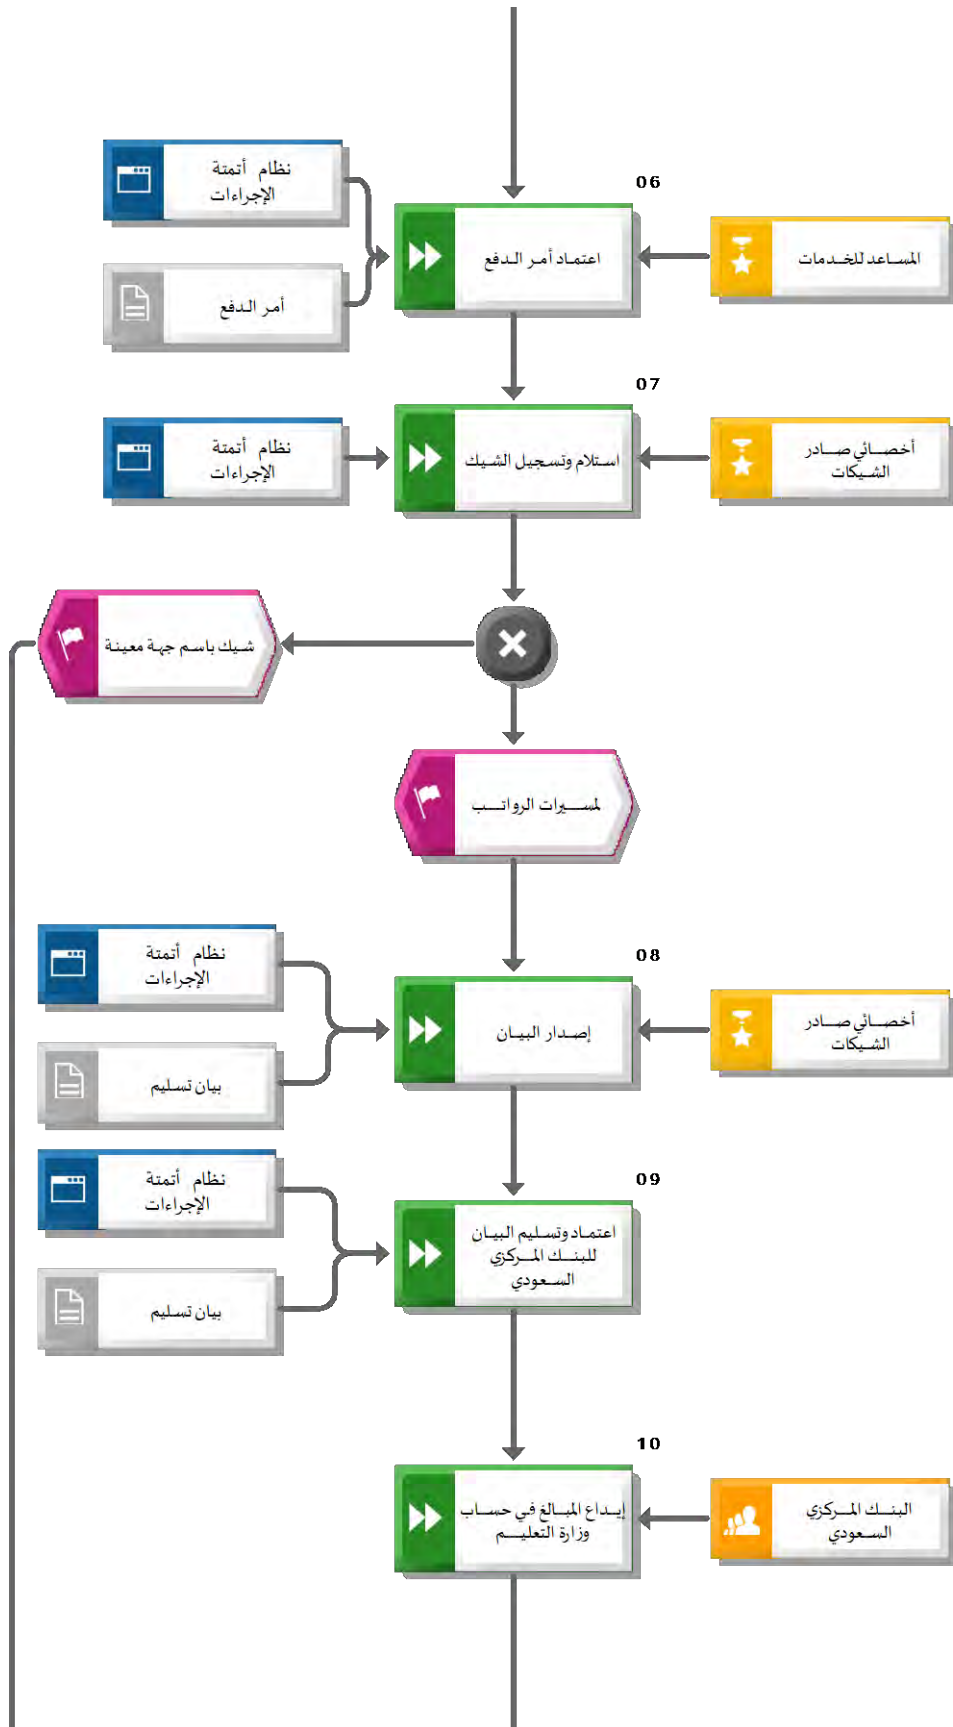 06
نظام أتمتة
الإجراءات
اعتماد أمر الدفع
المساعد للخدمات
أمر الدفع
07
أخصائي صادر
الشيكات
استلام وتسجيل الشيك
نظام أتمتة
الإجراءات
شيك باسم جهة معينة
لمسيرات الرواتب
08
أخصائي صادر
الشيكات
إصدار البيان
نظام أتمتة
الإجراءات
بيان تسليم
09
نظام أتمتة
الإجراءات
اعتماد وتسليم البيان
للبنك المركزي
السعودي
بيان تسليم
10
البنك المركزي
السعودي
إيداع المبالغ في حساب
وزارة التعليم